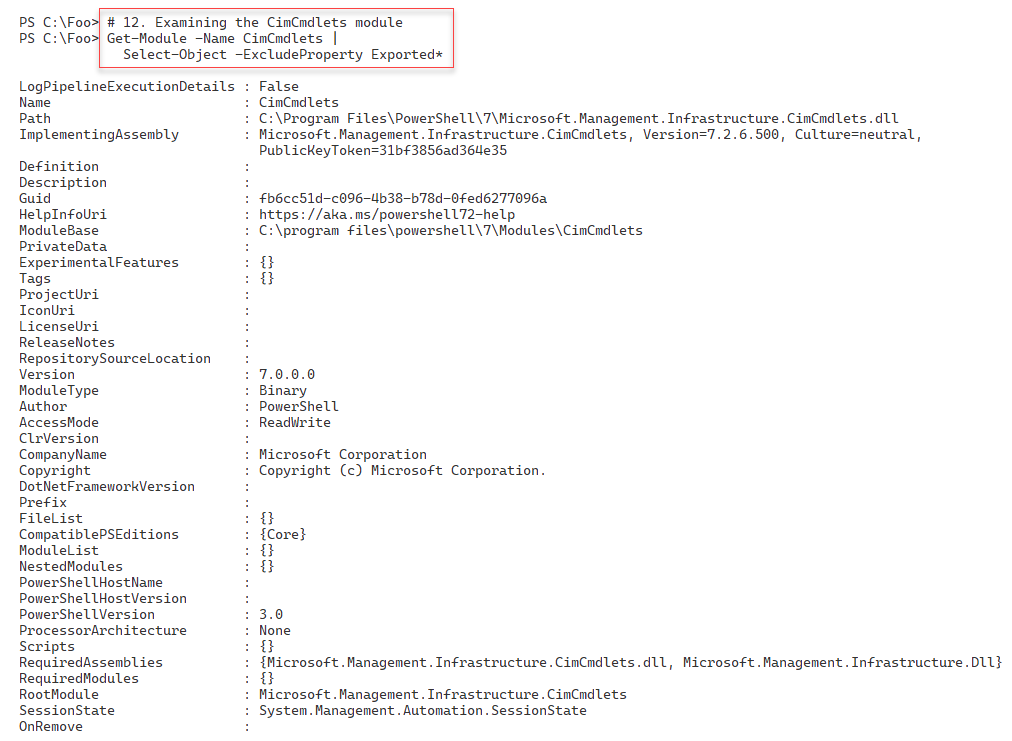 PS C:\Foo> # 12. Examining the CimCmdlets module
PS C:\Foo> Get-Module -Name CimCmdlets |
  Select-Object -ExcludeProperty Exported*
LogPipelineExecutionDetails : False
Name                        : CimCmdlets
Path                        : C:\Program Files\PowerShell\7\Microsoft.Management.Infrastructure.CimCmdlets.dll
ImplementingAssembly        : Microsoft.Management.Infrastructure.CimCmdlets, Version=7.2.6.500, Culture=neutral,
                              PublicKeyToken=31bf3856ad364e35
Definition                  :
Description                 :
Guid                        : fb6cc51d-c096-4b38-b78d-0fed6277096a
HelpInfoUri                 : https://aka.ms/powershell72-help
ModuleBase                  : C:\program files\powershell\7\Modules\CimCmdlets
PrivateData                 :
ExperimentalFeatures        : {}
Tags                        : {}
ProjectUri                  :
IconUri                     :
LicenseUri                  :
ReleaseNotes                :
RepositorySourceLocation    :
Version                     : 7.0.0.0
ModuleType                  : Binary
Author                      : PowerShell
AccessMode                  : ReadWrite
ClrVersion                  :
CompanyName                 : Microsoft Corporation
Copyright                   : Copyright (c) Microsoft Corporation.
DotNetFrameworkVersion      :
Prefix                      :
FileList                    : {}
CompatiblePSEditions        : {Core}
ModuleList                  : {}
NestedModules               : {}
PowerShellHostName          :
PowerShellHostVersion       :
PowerShellVersion           : 3.0
ProcessorArchitecture       : None
Scripts                     : {}
RequiredAssemblies          : {Microsoft.Management.Infrastructure.CimCmdlets.dll, Microsoft.Management.Infrastructure.Dll}
RequiredModules             : {}
RootModule                  : Microsoft.Management.Infrastructure.CimCmdlets
SessionState                : System.Management.Automation.SessionState
OnRemove                    :